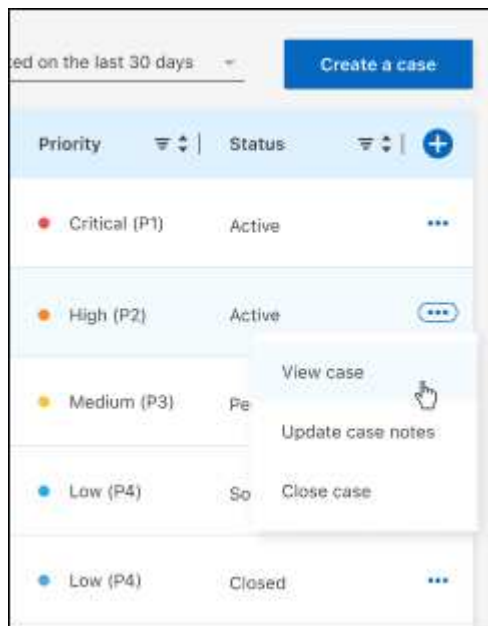 ted on the last 30 days
Create a case
Priority Status
Critical (P1) Active
High (P2) Active
View case
Medium (P3) Pe
Update case notes
Low (P4) So Close case
Low (P4) Closed